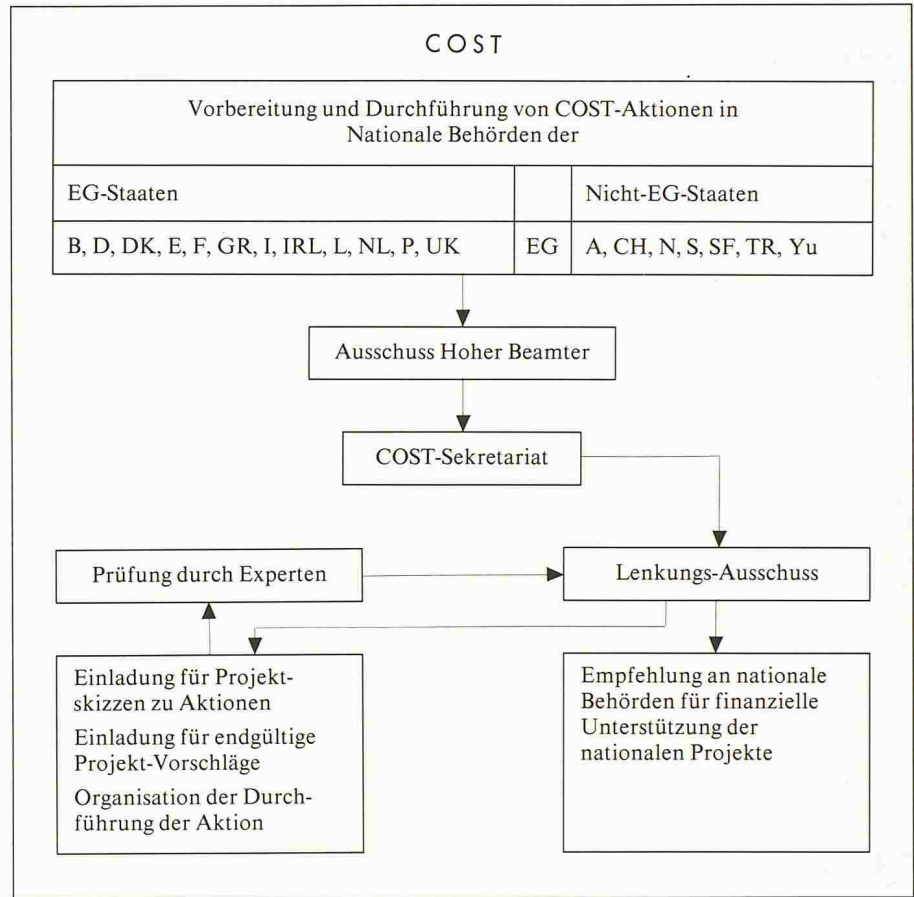 COST
Vorbereitung und Durchführung von COST-Aktionen in
Nationale Behörden der
EG-Staaten
Nicht-EG-Staaten
B, D, DK, E, F, GR, I, IRL, L, NL, P, UK
EG
A, CH, N, S, SF, TR, Yu
Ausschuss Hoher Beamter
COST-Sekretariat
Prüfung durch Experten
Lenkungs-Ausschuss
Einladung für Projekt-
skizzen zu Aktionen
Einladung für endgültige
Projekt-Vorschläge
Organisation der Durch-
führung der Aktion
Empfehlung an nationale
Behörden für finanzielle
Unterstützung der
nationalen Projekte